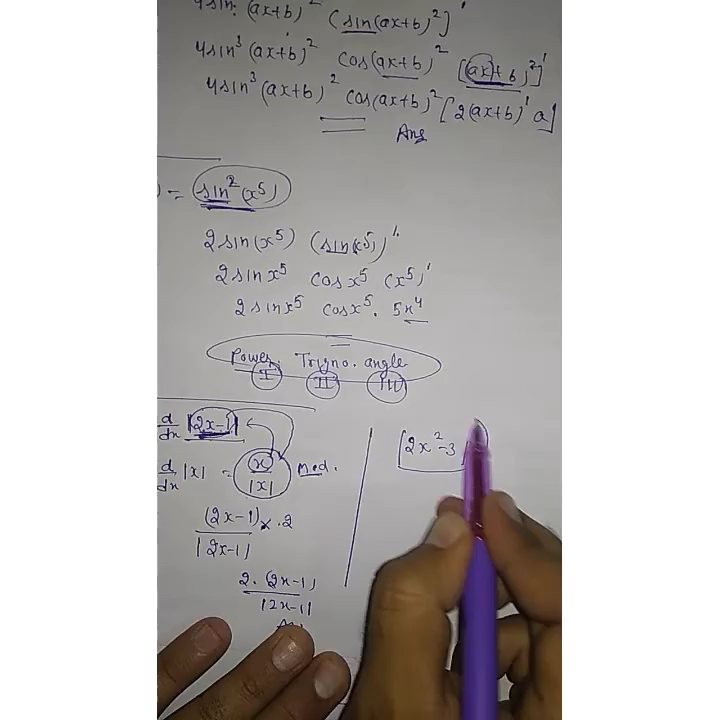 4sin³(ax+b)² (sin(ax+b)²)'
4sin³(ax+b)² cos(ax+b)² [(ax+b)²]'
4sin³(ax+b)² cos(ax+b)² [2(ax+b)' a]
Ans
) = sin²(x⁵)
2sin(x⁵) (sin(x⁵))'
2sinx⁵ cosx⁵ (x⁵)'
2sinx⁵ cosx⁵. 5x⁴
Power. Trigno. angle
I II III
d/dx |2x-1|
d/dx |x| = x/|x| mod.
(2x-1)/|2x-1| × .2
2.(2x-1)/|2x-1|
|2x²-3